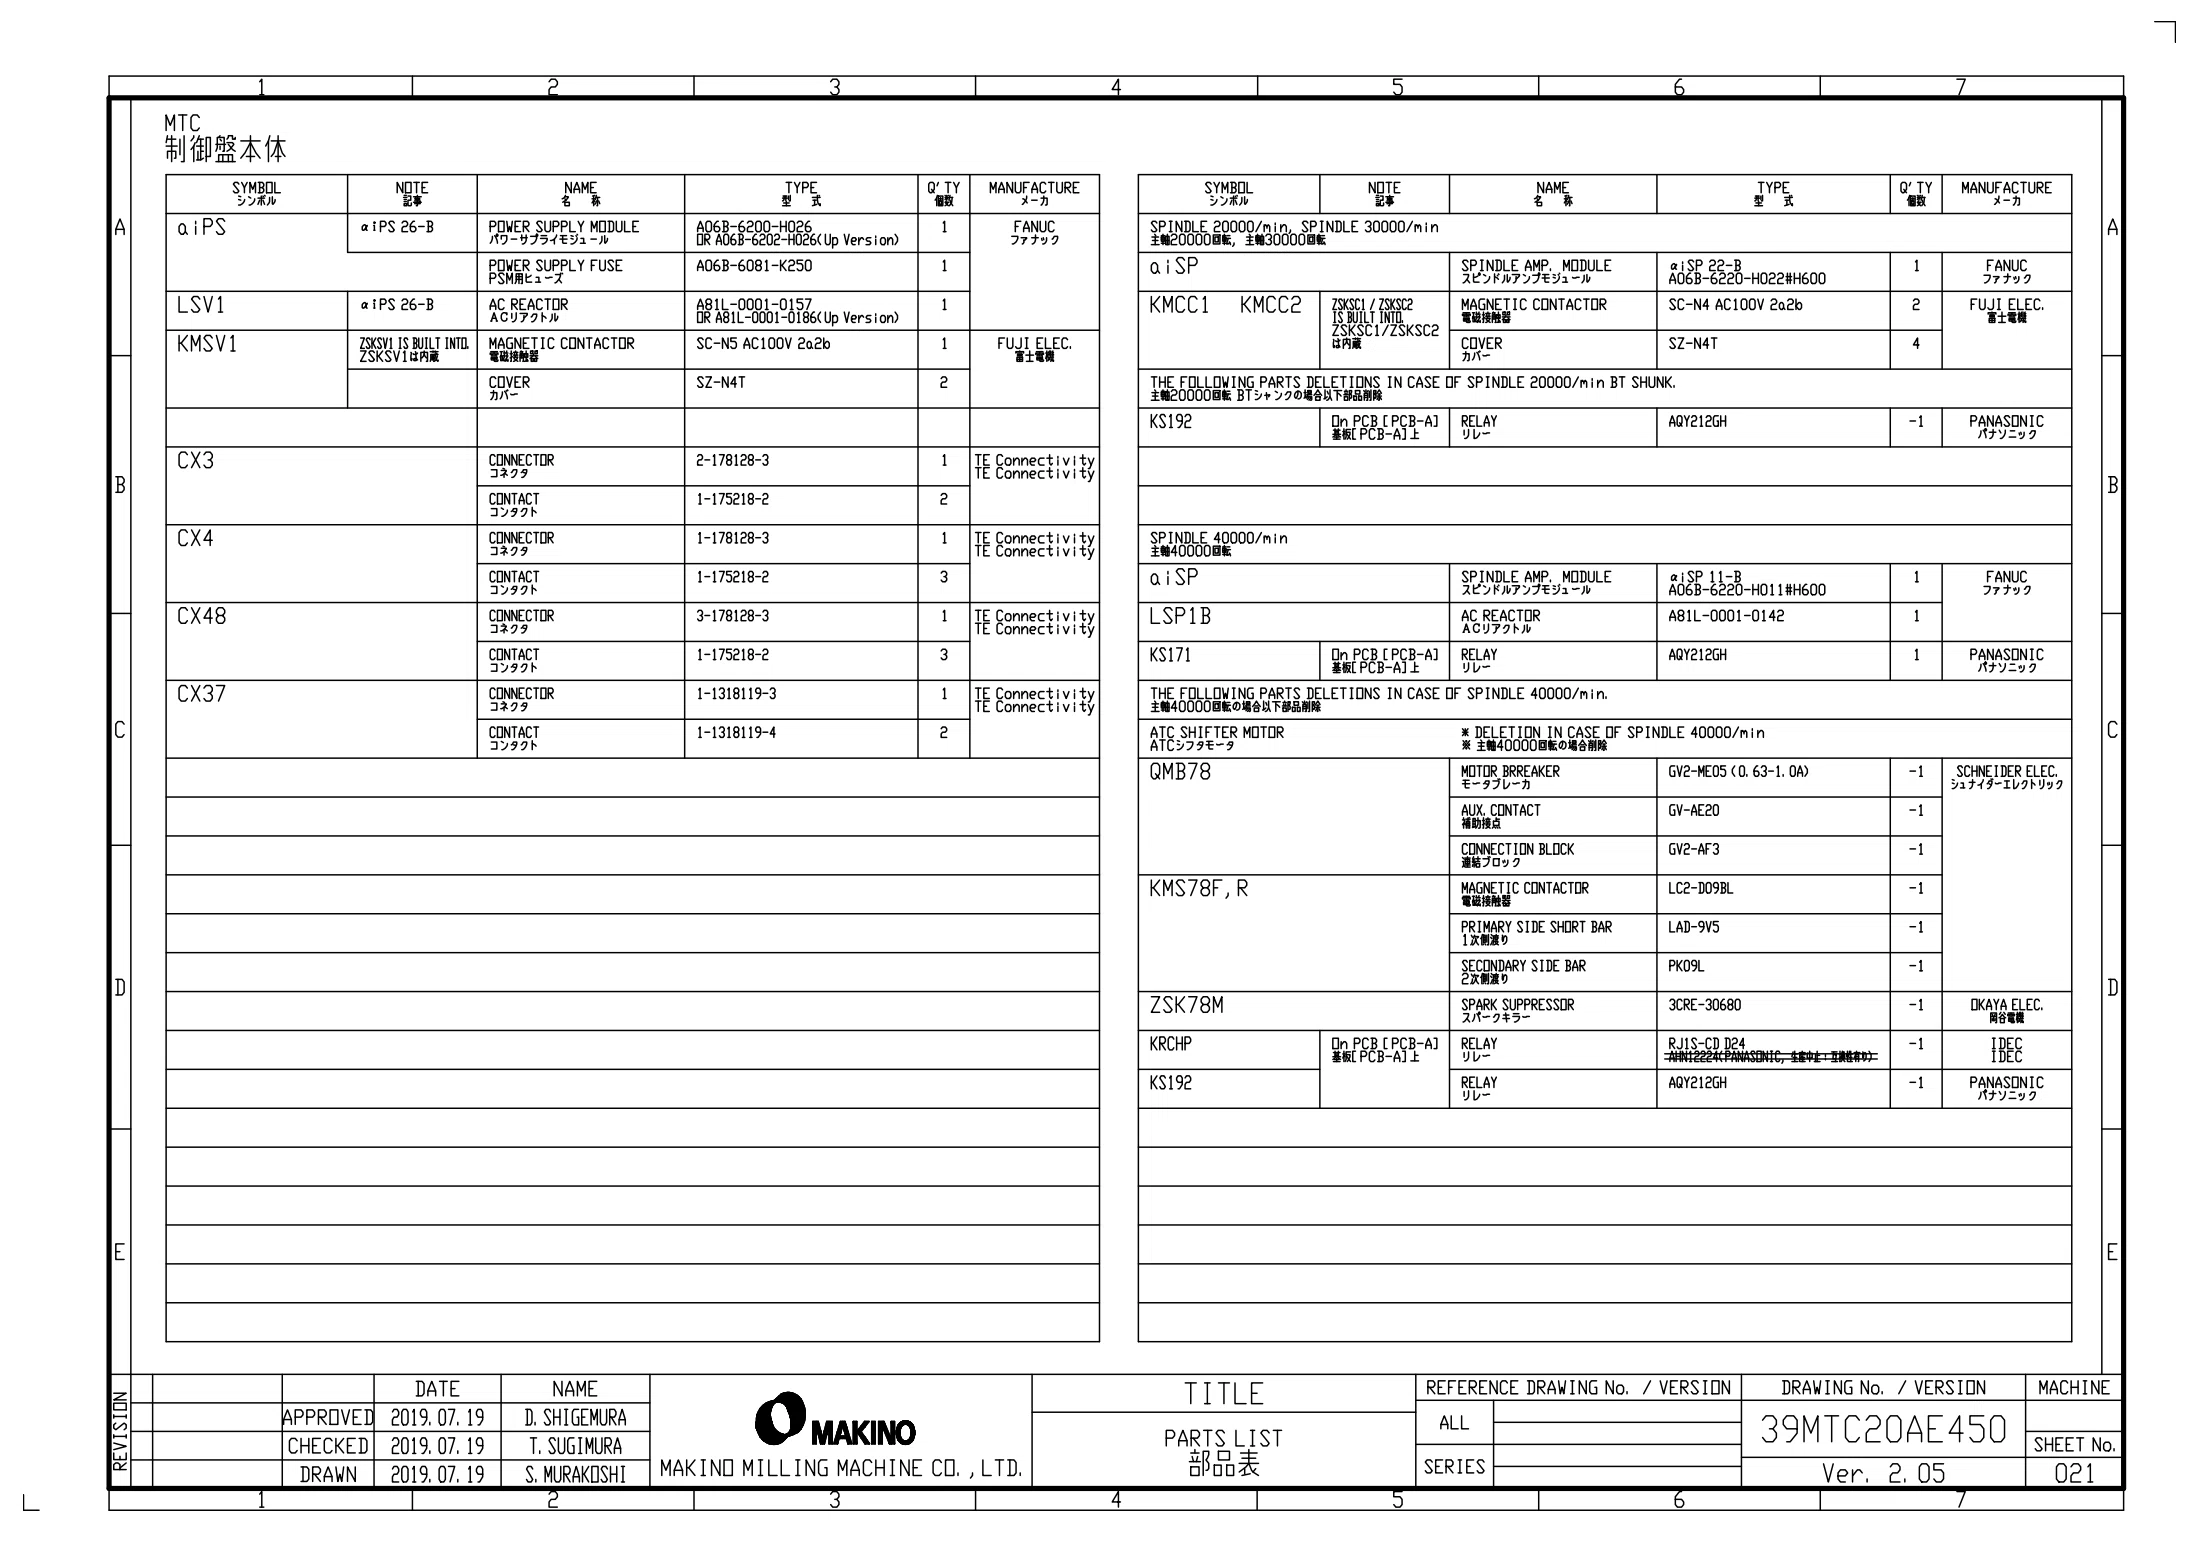 1 2 3 4 5 6 7
MTC
制御盤本体
SYMBOL NOTE NAME TYPE Q'TY MANUFACTURE
シンボル 記事 名 称 型 式 個数 メーカ
αiPS αiPS 26-B POWER SUPPLY MODULE A06B-6200-H026 1 FANUC
パワーサプライモジュール OR A06B-6202-H026(Up Version) ファナック
POWER SUPPLY FUSE A06B-6081-K250 1
PSM用ヒューズ
LSV1 αiPS 26-B AC REACTOR A81L-0001-0157 1
ACリアクトル OR A81L-0001-0186(Up Version)
KMSV1 ZSKSV1 IS BUILT INTO. MAGNETIC CONTACTOR SC-N5 AC100V 2a2b 1 FUJI ELEC.
ZSKSV1は内蔵 電磁接触器 富士電機
COVER SZ-N4T 2
カバー
CX3 CONNECTOR 2-178128-3 1 TE Connectivity
コネクタ TE Connectivity
CONTACT 1-175218-2 2
コンタクト
CX4 CONNECTOR 1-178128-3 1 TE Connectivity
コネクタ TE Connectivity
CONTACT 1-175218-2 3
コンタクト
CX48 CONNECTOR 3-178128-3 1 TE Connectivity
コネクタ TE Connectivity
CONTACT 1-175218-2 3
コンタクト
CX37 CONNECTOR 1-1318119-3 1 TE Connectivity
コネクタ TE Connectivity
CONTACT 1-1318119-4 2
コンタクト
SYMBOL NOTE NAME TYPE Q'TY MANUFACTURE
シンボル 記事 名 称 型 式 個数 メーカ
SPINDLE 20000/min, SPINDLE 30000/min
主軸20000回転, 主軸30000回転
αiSP SPINDLE AMP. MODULE αiSP 22-B 1 FANUC
スピンドルアンプモジュール A06B-6220-H022#H600 ファナック
KMCC1 KMCC2 ZSKSC1 / ZSKSC2 MAGNETIC CONTACTOR SC-N4 AC100V 2a2b 2 FUJI ELEC.
IS BUILT INTO. 電磁接触器 富士電機
ZSKSC1/ZSKSC2
は内蔵 COVER SZ-N4T 4
カバー
THE FOLLOWING PARTS DELETIONS IN CASE OF SPINDLE 20000/min BT SHUNK.
主軸20000回転 BTシャンクの場合以下部品削除
KS192 On PCB [PCB-A] RELAY AQY212GH -1 PANASONIC
基板[PCB-A]上 リレー パナソニック
SPINDLE 40000/min
主軸40000回転
αiSP SPINDLE AMP. MODULE αiSP 11-B 1 FANUC
スピンドルアンプモジュール A06B-6220-H011#H600 ファナック
LSP1B AC REACTOR A81L-0001-0142 1
ACリアクトル
KS171 On PCB [PCB-A] RELAY AQY212GH 1 PANASONIC
基板[PCB-A]上 リレー パナソニック
THE FOLLOWING PARTS DELETIONS IN CASE OF SPINDLE 40000/min.
主軸40000回転の場合以下部品削除
ATC SHIFTER MOTOR * DELETION IN CASE OF SPINDLE 40000/min
ATCシフタモータ ※ 主軸40000回転の場合削除
QMB78 MOTOR BRREAKER GV2-ME05 (0.63-1.0A) -1 SCHNEIDER ELEC.
モータブレーカ シュナイダーエレクトリック
AUX. CONTACT GV-AE20 -1
補助接点
CONNECTION BLOCK GV2-AF3 -1
連結ブロック
KMS78F,R MAGNETIC CONTACTOR LC2-D09BL -1
電磁接触器
PRIMARY SIDE SHORT BAR LAD-9V5 -1
1次側渡り
SECONDARY SIDE BAR PK09L -1
2次側渡り
ZSK78M SPARK SUPPRESSOR 3CRE-30680 -1 OKAYA ELEC.
スパークキラー 岡谷電機
KRCHP On PCB [PCB-A] RELAY RJ1S-CD D24 -1 IDEC
基板[PCB-A]上 リレー AHN12224(PANASONIC, 生産中止:互換性有り) IDEC
KS192 RELAY AQY212GH -1 PANASONIC
リレー パナソニック
A B C D E
A B C D E
REVISION
DATE NAME
APPROVED 2019.07.19 D. SHIGEMURA
CHECKED 2019.07.19 T. SUGIMURA
DRAWN 2019.07.19 S. MURAKOSHI
MAKINO
MAKINO MILLING MACHINE CO.,LTD.
TITLE
PARTS LIST
部品表
REFERENCE DRAWING No. / VERSION
ALL
SERIES
DRAWING No. / VERSION
39MTC20AE450
Ver. 2.05
MACHINE
SHEET No.
021
1 2 3 4 5 6 7